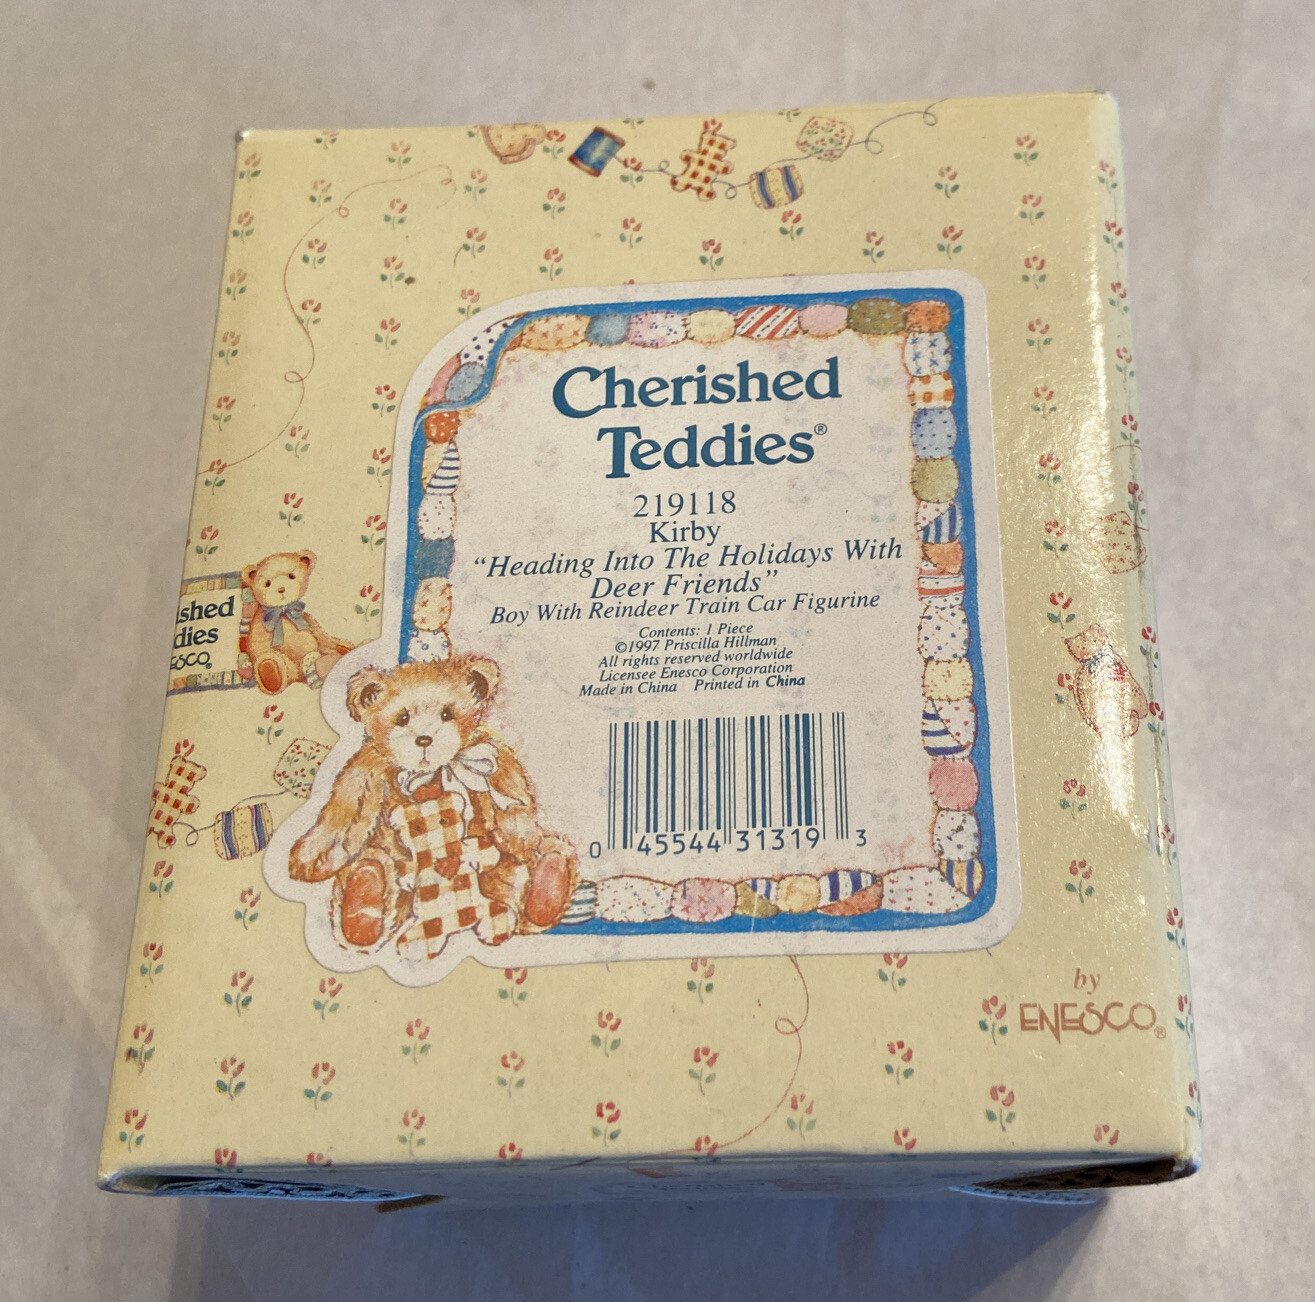 Cherished
Teddies®
219118
Kirby
"Heading Into The Holidays With
Deer Friends"
Boy With Reindeer Train Car Figurine
Contents: 1 Piece
©1997 Priscilla Hillman
All rights reserved worldwide
Licensee Enesco Corporation
Made in China Printed in China
0 45544 31319 3
ished
dies
ESCO®
by
ENESCO®